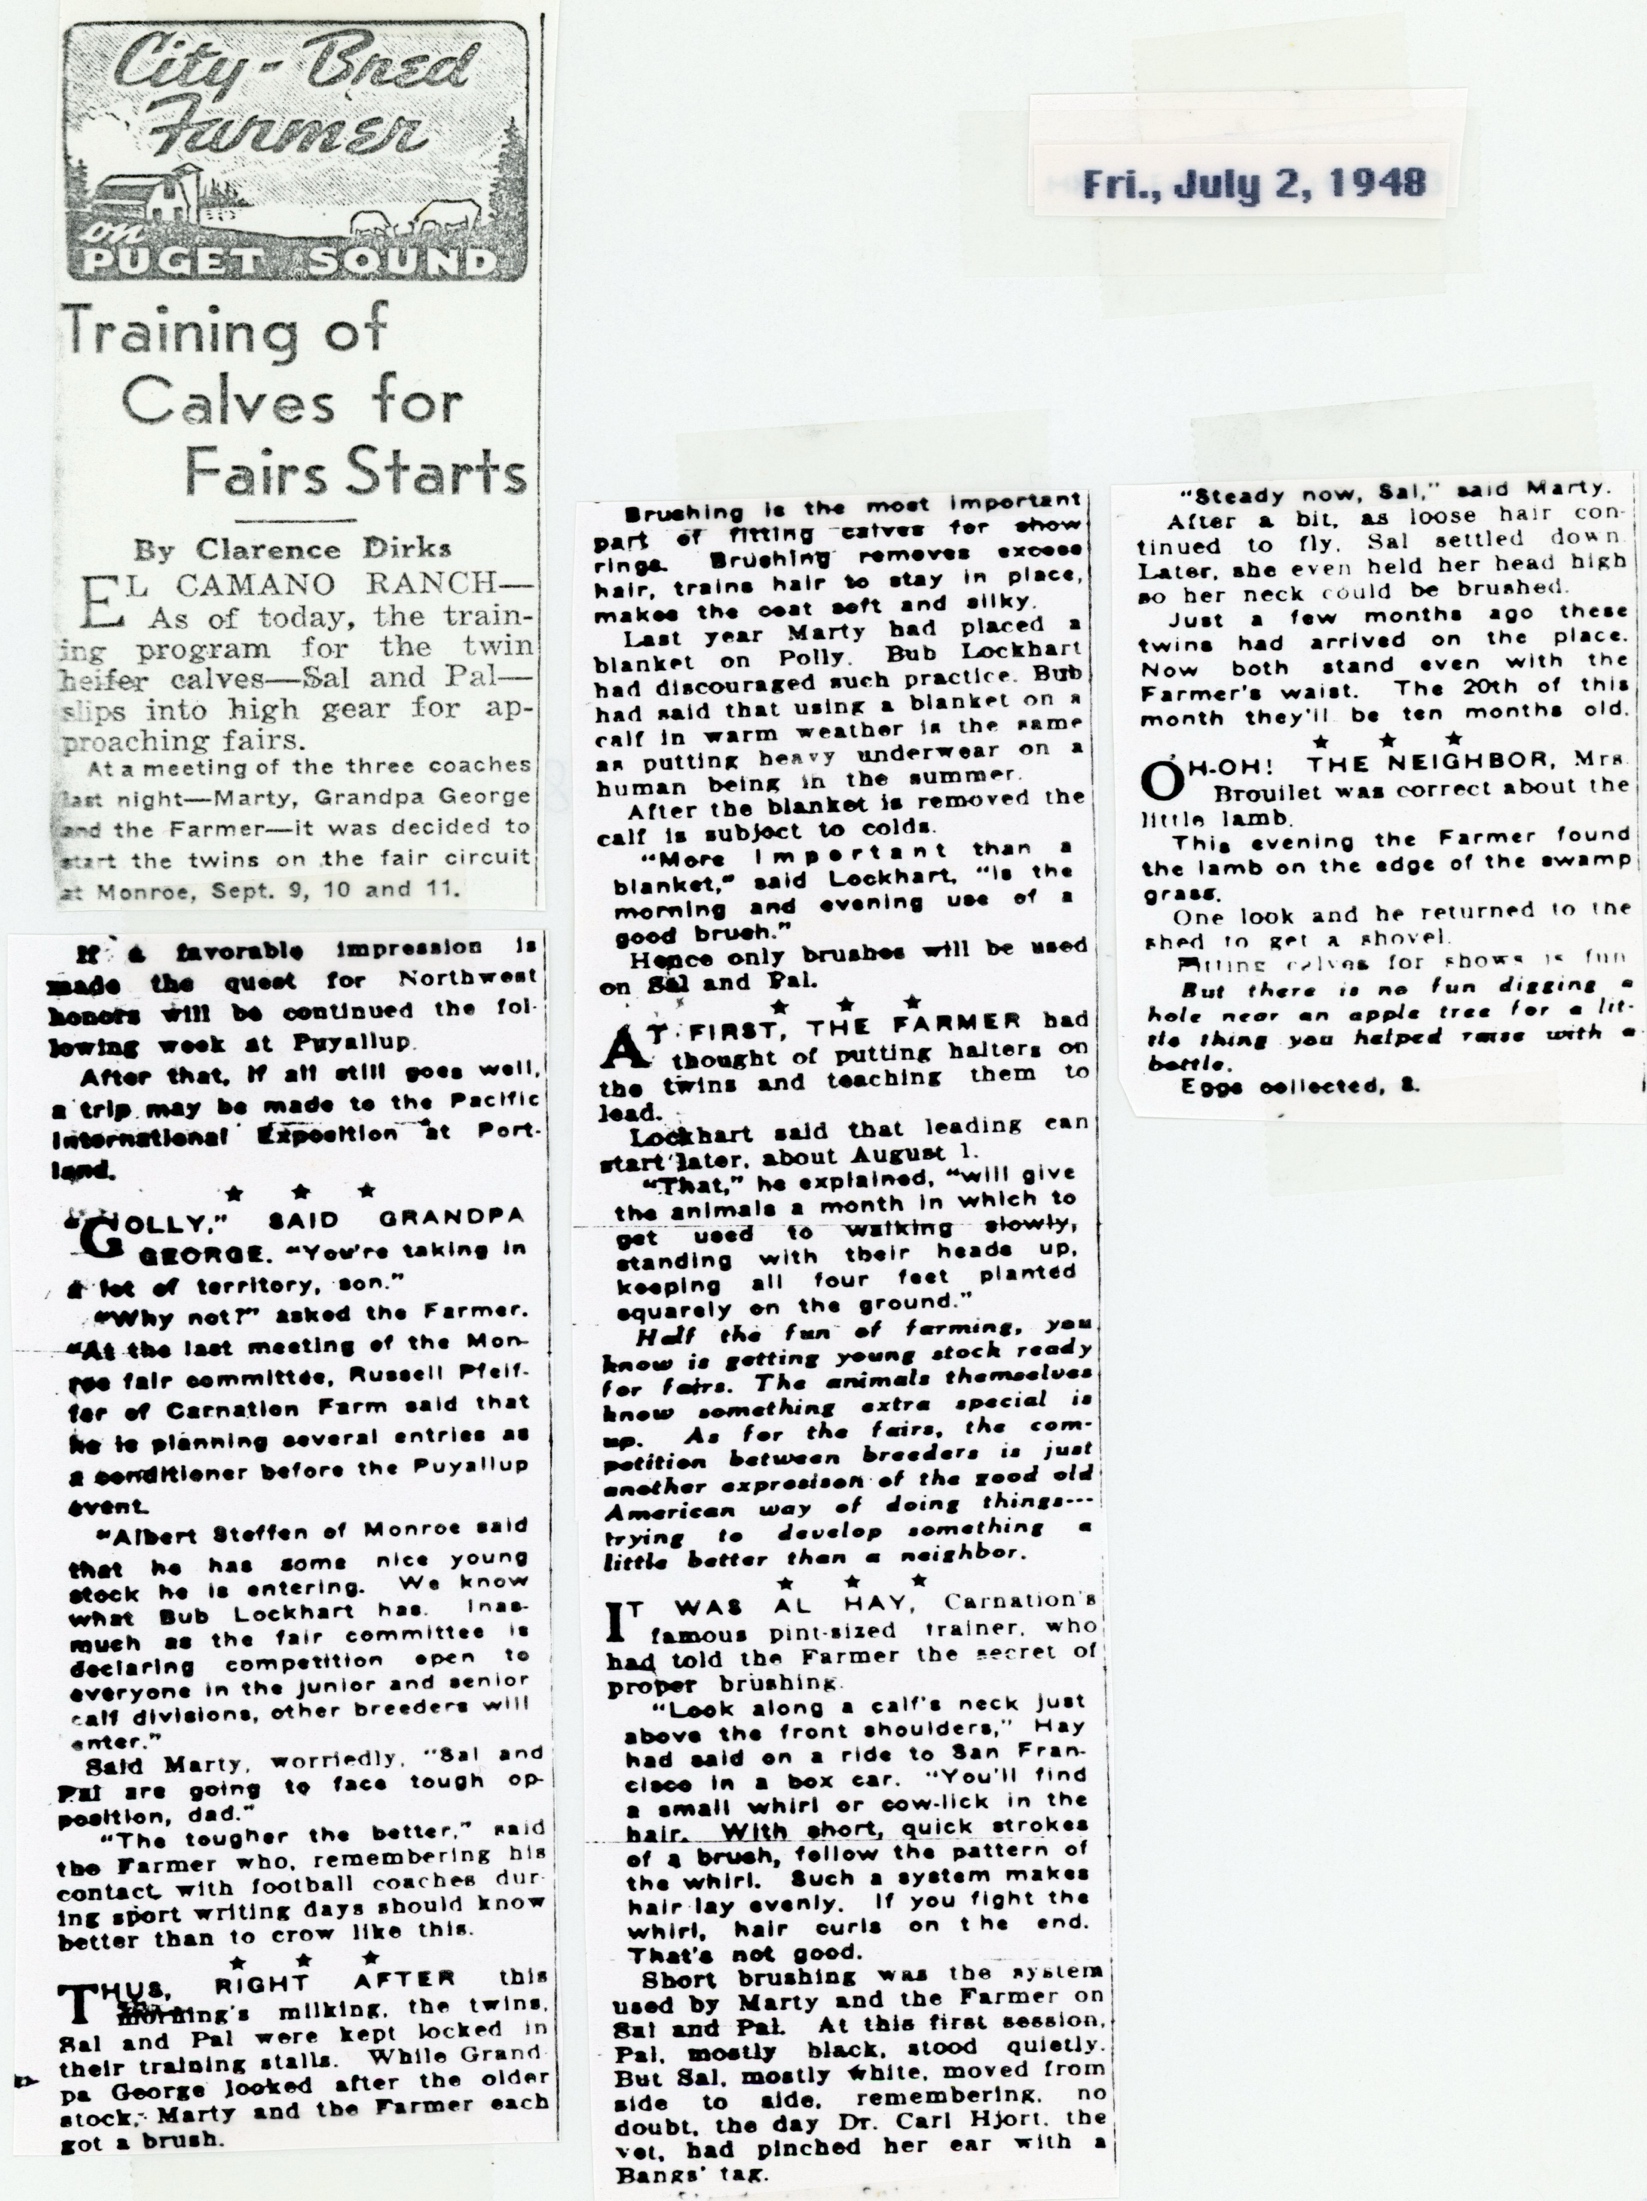 City-Bred
Farmer
on
PUGET SOUND
Fri., July 2, 1948
Training of
Calves for
Fairs Starts
By Clarence Dirks
EL CAMANO RANCH—
As of today, the train-
ing program for the twin
heifer calves—Sal and Pal—
slips into high gear for ap-
proaching fairs.
At a meeting of the three coaches
last night—Marty, Grandpa George
and the Farmer—it was decided to
start the twins on the fair circuit
at Monroe, Sept. 9, 10 and 11.
If a favorable impression is
made the quest for Northwest
honors will be continued the fol-
lowing week at Puyallup.
After that, if all still goes well,
a trip may be made to the Pacific
International Exposition at Port-
land.
★ ★ ★
"GOLLY," SAID GRANDPA
GEORGE. "You're taking in
a lot of territory, son."
"Why not?" asked the Farmer.
"At the last meeting of the Mon-
roe fair committee, Russell Pfeif-
fer of Carnation Farm said that
he is planning several entries as
a conditioner before the Puyallup
event.
"Albert Steffen of Monroe said
that he has some nice young
stock he is entering. We know
what Bub Lockhart has. Inas-
much as the fair committee is
declaring competition open to
everyone in the junior and senior
calf divisions, other breeders will
enter."
Said Marty, worriedly, "Sal and
Pal are going to face tough op-
position, dad."
"The tougher the better," said
the Farmer who, remembering his
contact with football coaches dur-
ing sport writing days should know
better than to crow like this.
★ ★ ★
THUS, RIGHT AFTER this
morning's milking, the twins,
Sal and Pal were kept locked in
their training stalls. While Grand-
pa George looked after the older
stock, Marty and the Farmer each
got a brush.
Brushing is the most important
part of fitting calves for show
rings. Brushing removes excess
hair, trains hair to stay in place,
makes the coat soft and silky.
Last year Marty had placed a
blanket on Polly. Bub Lockhart
had discouraged such practice. Bub
had said that using a blanket on a
calf in warm weather is the same
as putting heavy underwear on a
human being in the summer.
After the blanket is removed the
calf is subject to colds.
"More important than a
blanket," said Lockhart, "is the
morning and evening use of a
good brush."
Hence only brushes will be used
on Sal and Pal.
★ ★ ★
AT FIRST, THE FARMER had
thought of putting halters on
the twins and teaching them to
lead.
Lockhart said that leading can
start later, about August 1.
"That," he explained, "will give
the animals a month in which to
get used to walking slowly,
standing with their heads up,
keeping all four feet planted
squarely on the ground."
Half the fun of farming, you
know is getting young stock ready
for fairs. The animals themselves
know something extra special is
up. As for the fairs, the com-
petition between breeders is just
another expresison of the good old
American way of doing things---
trying to develop something a
little better than a neighbor.
★ ★ ★
IT WAS AL HAY, Carnation's
famous pint-sized trainer, who
had told the Farmer the secret of
proper brushing.
"Look along a calf's neck just
above the front shoulders," Hay
had said on a ride to San Fran-
cisco in a box car. "You'll find
a small whirl or cow-lick in the
hair. With short, quick strokes
of a brush, follow the pattern of
the whirl. Such a system makes
hair lay evenly. If you fight the
whirl, hair curls on the end.
That's not good.
Short brushing was the system
used by Marty and the Farmer on
Sal and Pal. At this first session,
Pal, mostly black, stood quietly.
But Sal, mostly white, moved from
side to side, remembering, no
doubt, the day Dr. Carl Hjort, the
vet, had pinched her ear with a
Bangs' tag.
"Steady now, Sal," said Marty.
After a bit, as loose hair con-
tinued to fly, Sal settled down.
Later, she even held her head high
so her neck could be brushed.
Just a few months ago these
twins had arrived on the place.
Now both stand even with the
Farmer's waist. The 20th of this
month they'll be ten months old.
★ ★ ★
OH-OH! THE NEIGHBOR, Mrs.
Brouilet was correct about the
little lamb.
This evening the Farmer found
the lamb on the edge of the swamp
grass.
One look and he returned to the
shed to get a shovel.
Fitting calves for shows is fun
But there is no fun digging a
hole near an apple tree for a lit-
tle thing you helped raise with a
bottle.
Eggs collected, 8.